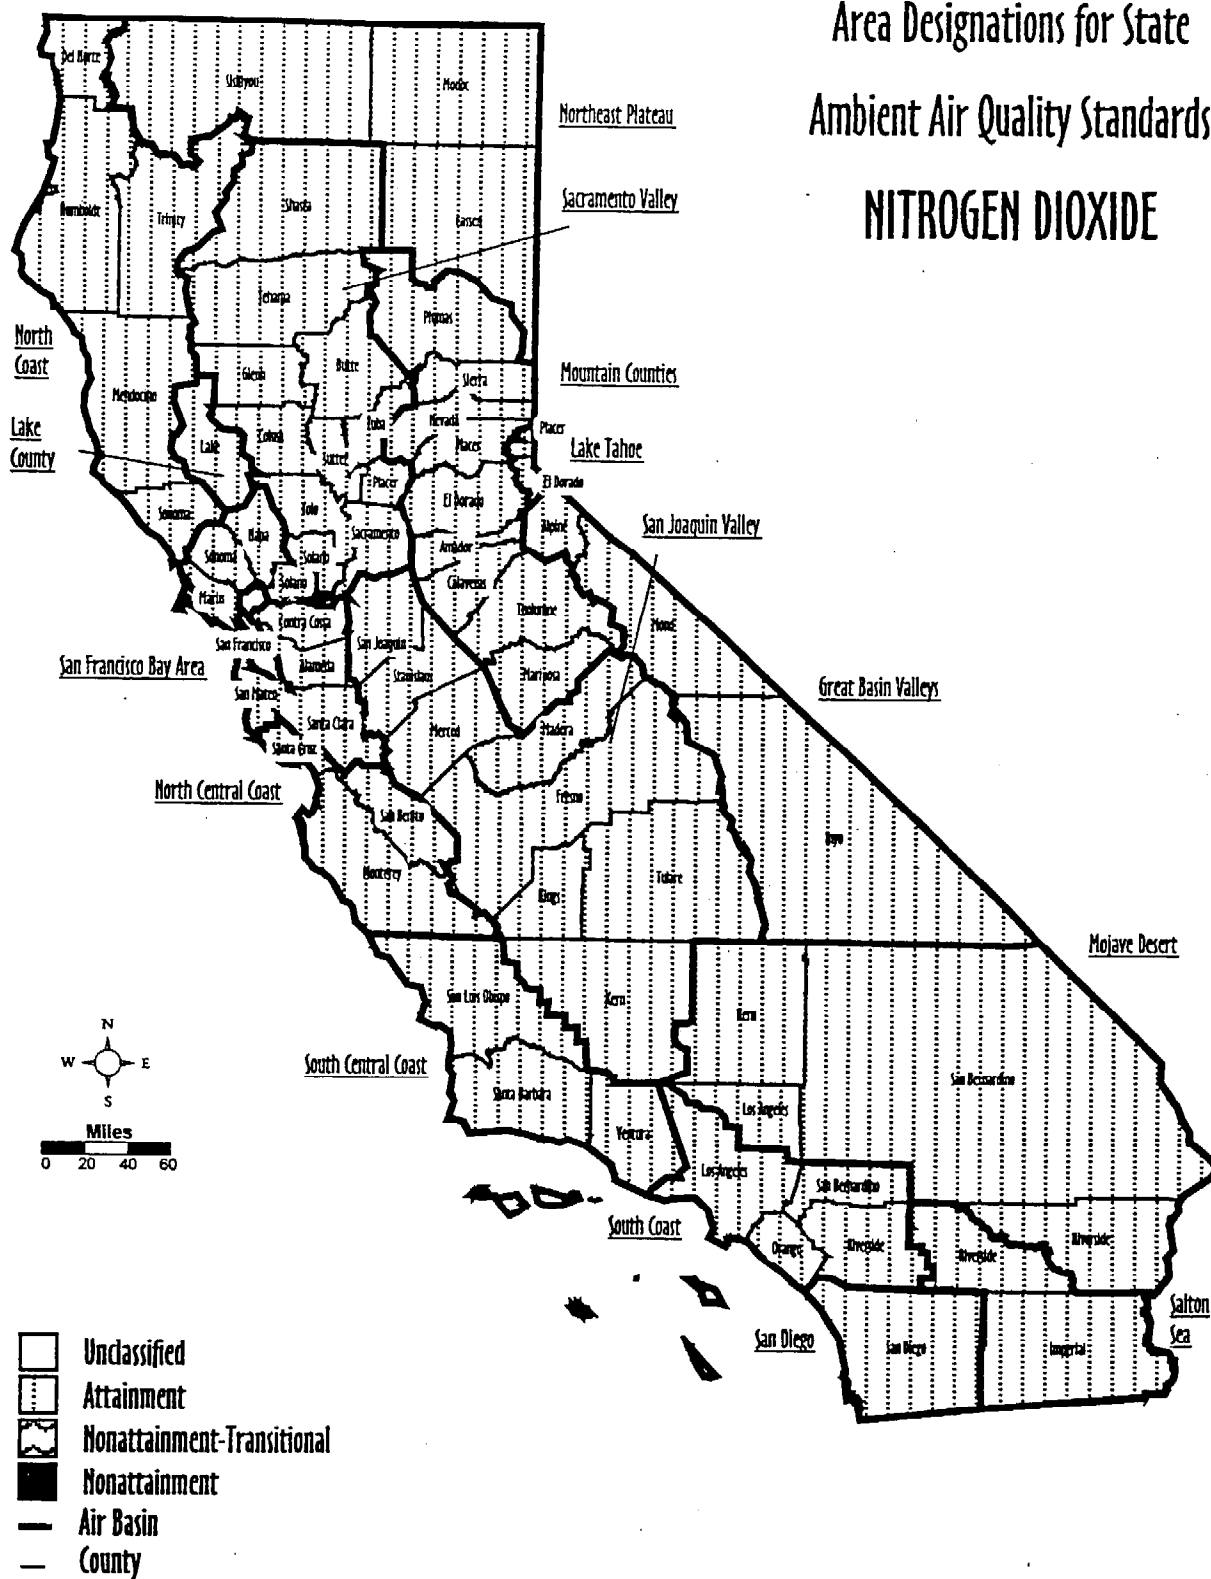 Area Designations for State
Ambient Air Quality Standards
NITROGEN DIOXIDE
Del Norte
Siskiyou
Modoc
Northeast Plateau
Sacramento Valley
Humboldt
Trinity
Shasta
Lassen
Tehama
Plumas
North
Coast
Mendocino
Glenn
Butte
Sierra
Mountain Counties
Lake
County
Lake
Colusa
Yuba
Nevada
Placer
Placer
Lake Tahoe
Sutter
Placer
El Dorado
El Dorado
Sonoma
Napa
Yolo
Sacramento
Alpine
San Joaquin Valley
Sonoma
Solano
Amador
Solano
Calaveras
Marin
Tuolumne
Mono
Contra Costa
San Francisco
San Joaquin
San Francisco Bay Area
Alameda
Stanislaus
Mariposa
Great Basin Valleys
San Mateo
Santa Clara
Merced
Madera
Santa Cruz
North Central Coast
Fresno
San Benito
Inyo
Monterey
Kings
Tulare
Mojave Desert
San Luis Obispo
Kern
Kern
N
W
E
S
South Central Coast
Santa Barbara
San Bernardino
Los Angeles
Ventura
Miles
0 20 40 60
Los Angeles
San Bernardino
South Coast
Orange
Riverside
Riverside
Riverside
Salton
Sea
San Diego
San Diego
Imperial
Unclassified
Attainment
Nonattainment-Transitional
Nonattainment
Air Basin
County